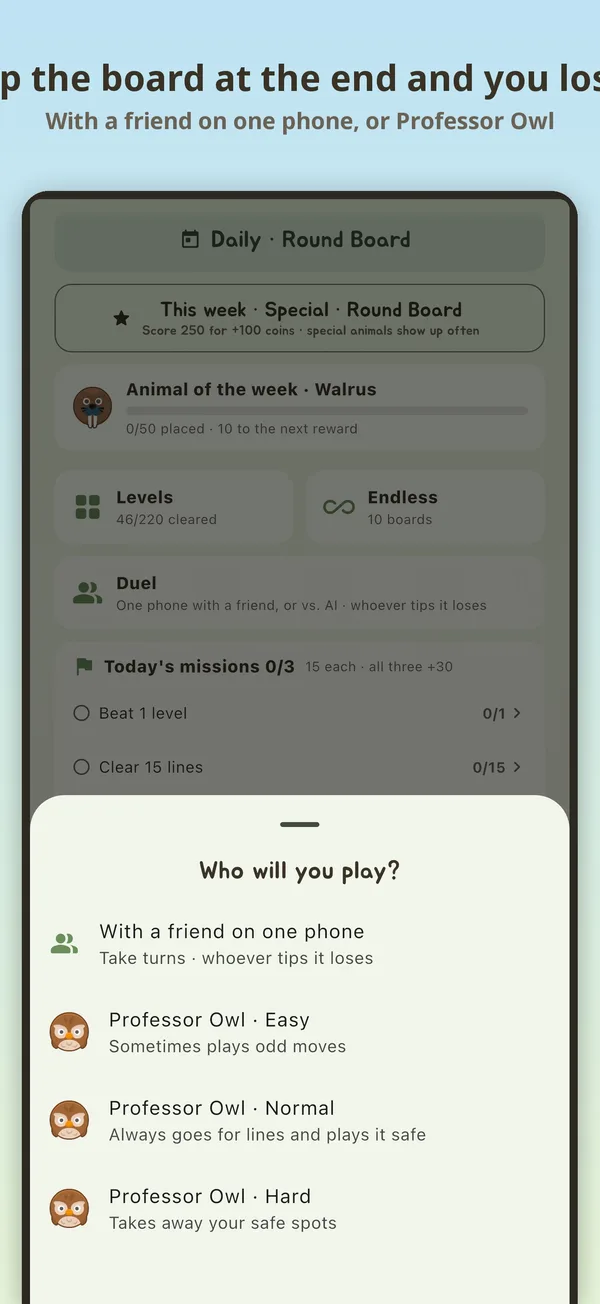 p the board at the end and you los
With a friend on one phone, or Professor Owl
Daily · Round Board
This week · Special · Round Board
Score 250 for +100 coins · special animals show up often
Animal of the week · Walrus
0/50 placed · 10 to the next reward
Levels
46/220 cleared
Endless
10 boards
Duel
One phone with a friend, or vs. AI · whoever tips it loses
Today's missions 0/3 15 each · all three +30
Beat 1 level 0/1
Clear 15 lines 0/15
Who will you play?
With a friend on one phone
Take turns · whoever tips it loses
Professor Owl · Easy
Sometimes plays odd moves
Professor Owl · Normal
Always goes for lines and plays it safe
Professor Owl · Hard
Takes away your safe spots